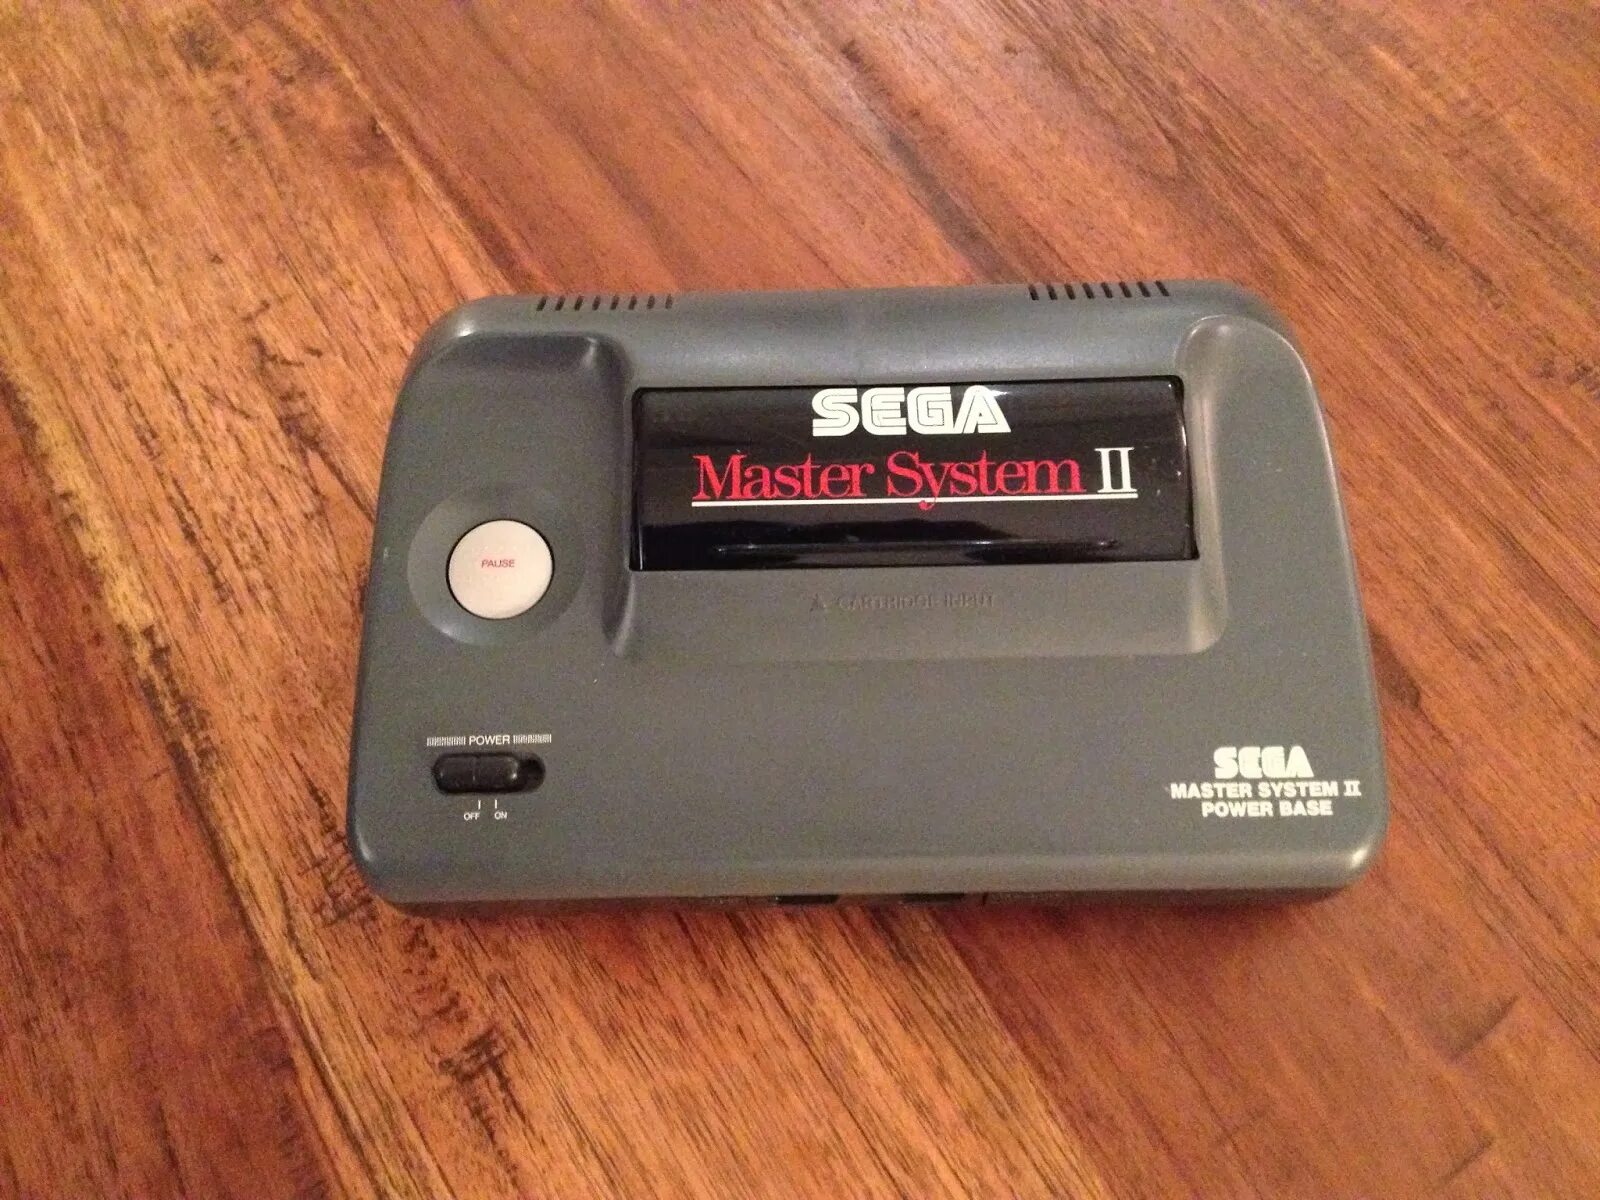 SEGA
Master System II
PAUSE
▲ CARTRIDGE INPUT
POWER
OFF ON
SEGA
MASTER SYSTEM II
POWER BASE